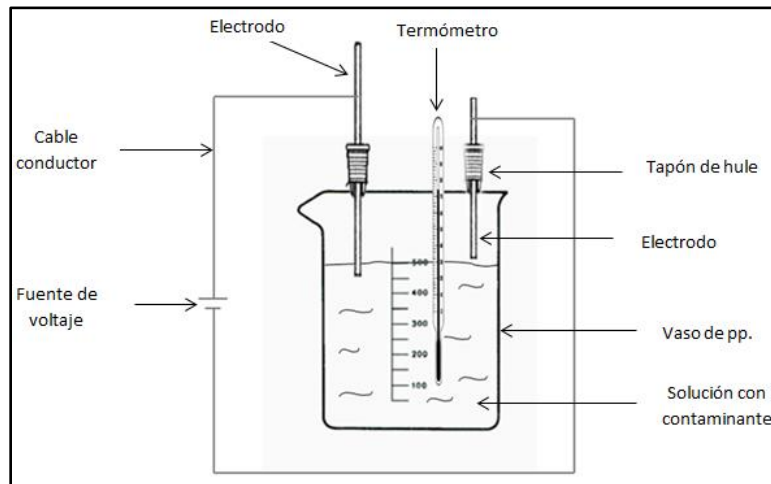 Electrodo
Termómetro
Cable
conductor
Tapón de hule
Electrodo
Fuente de
voltaje
Vaso de pp.
Solución con
contaminante
500
400
300
200
100